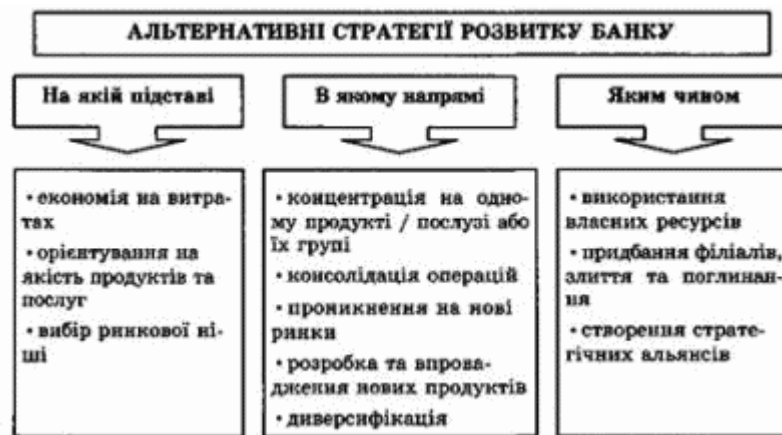 АЛЬТЕРНАТИВНІ СТРАТЕГІЇ РОЗВИТКУ БАНКУ
На якій підставі
• економія на витра-
тах
• орієнтування на
якість продуктів та
послуг
• вибір ринкової ні-
ші
В якому напрямі
• концентрація на одно-
му продукті / послузі або
їх групі
• консолідація операцій
• проникнення на нові
ринки
• розробка та впрова-
дження нових продуктів
• диверсифікація
Яким чином
• використання
власних ресурсів
• придбання філіалів,
злиття та поглинан-
ня
• створення страте-
гічних альянсів